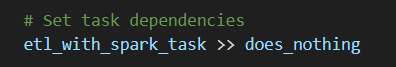 # Set task dependencies
etl_with_spark_task >> does_nothing